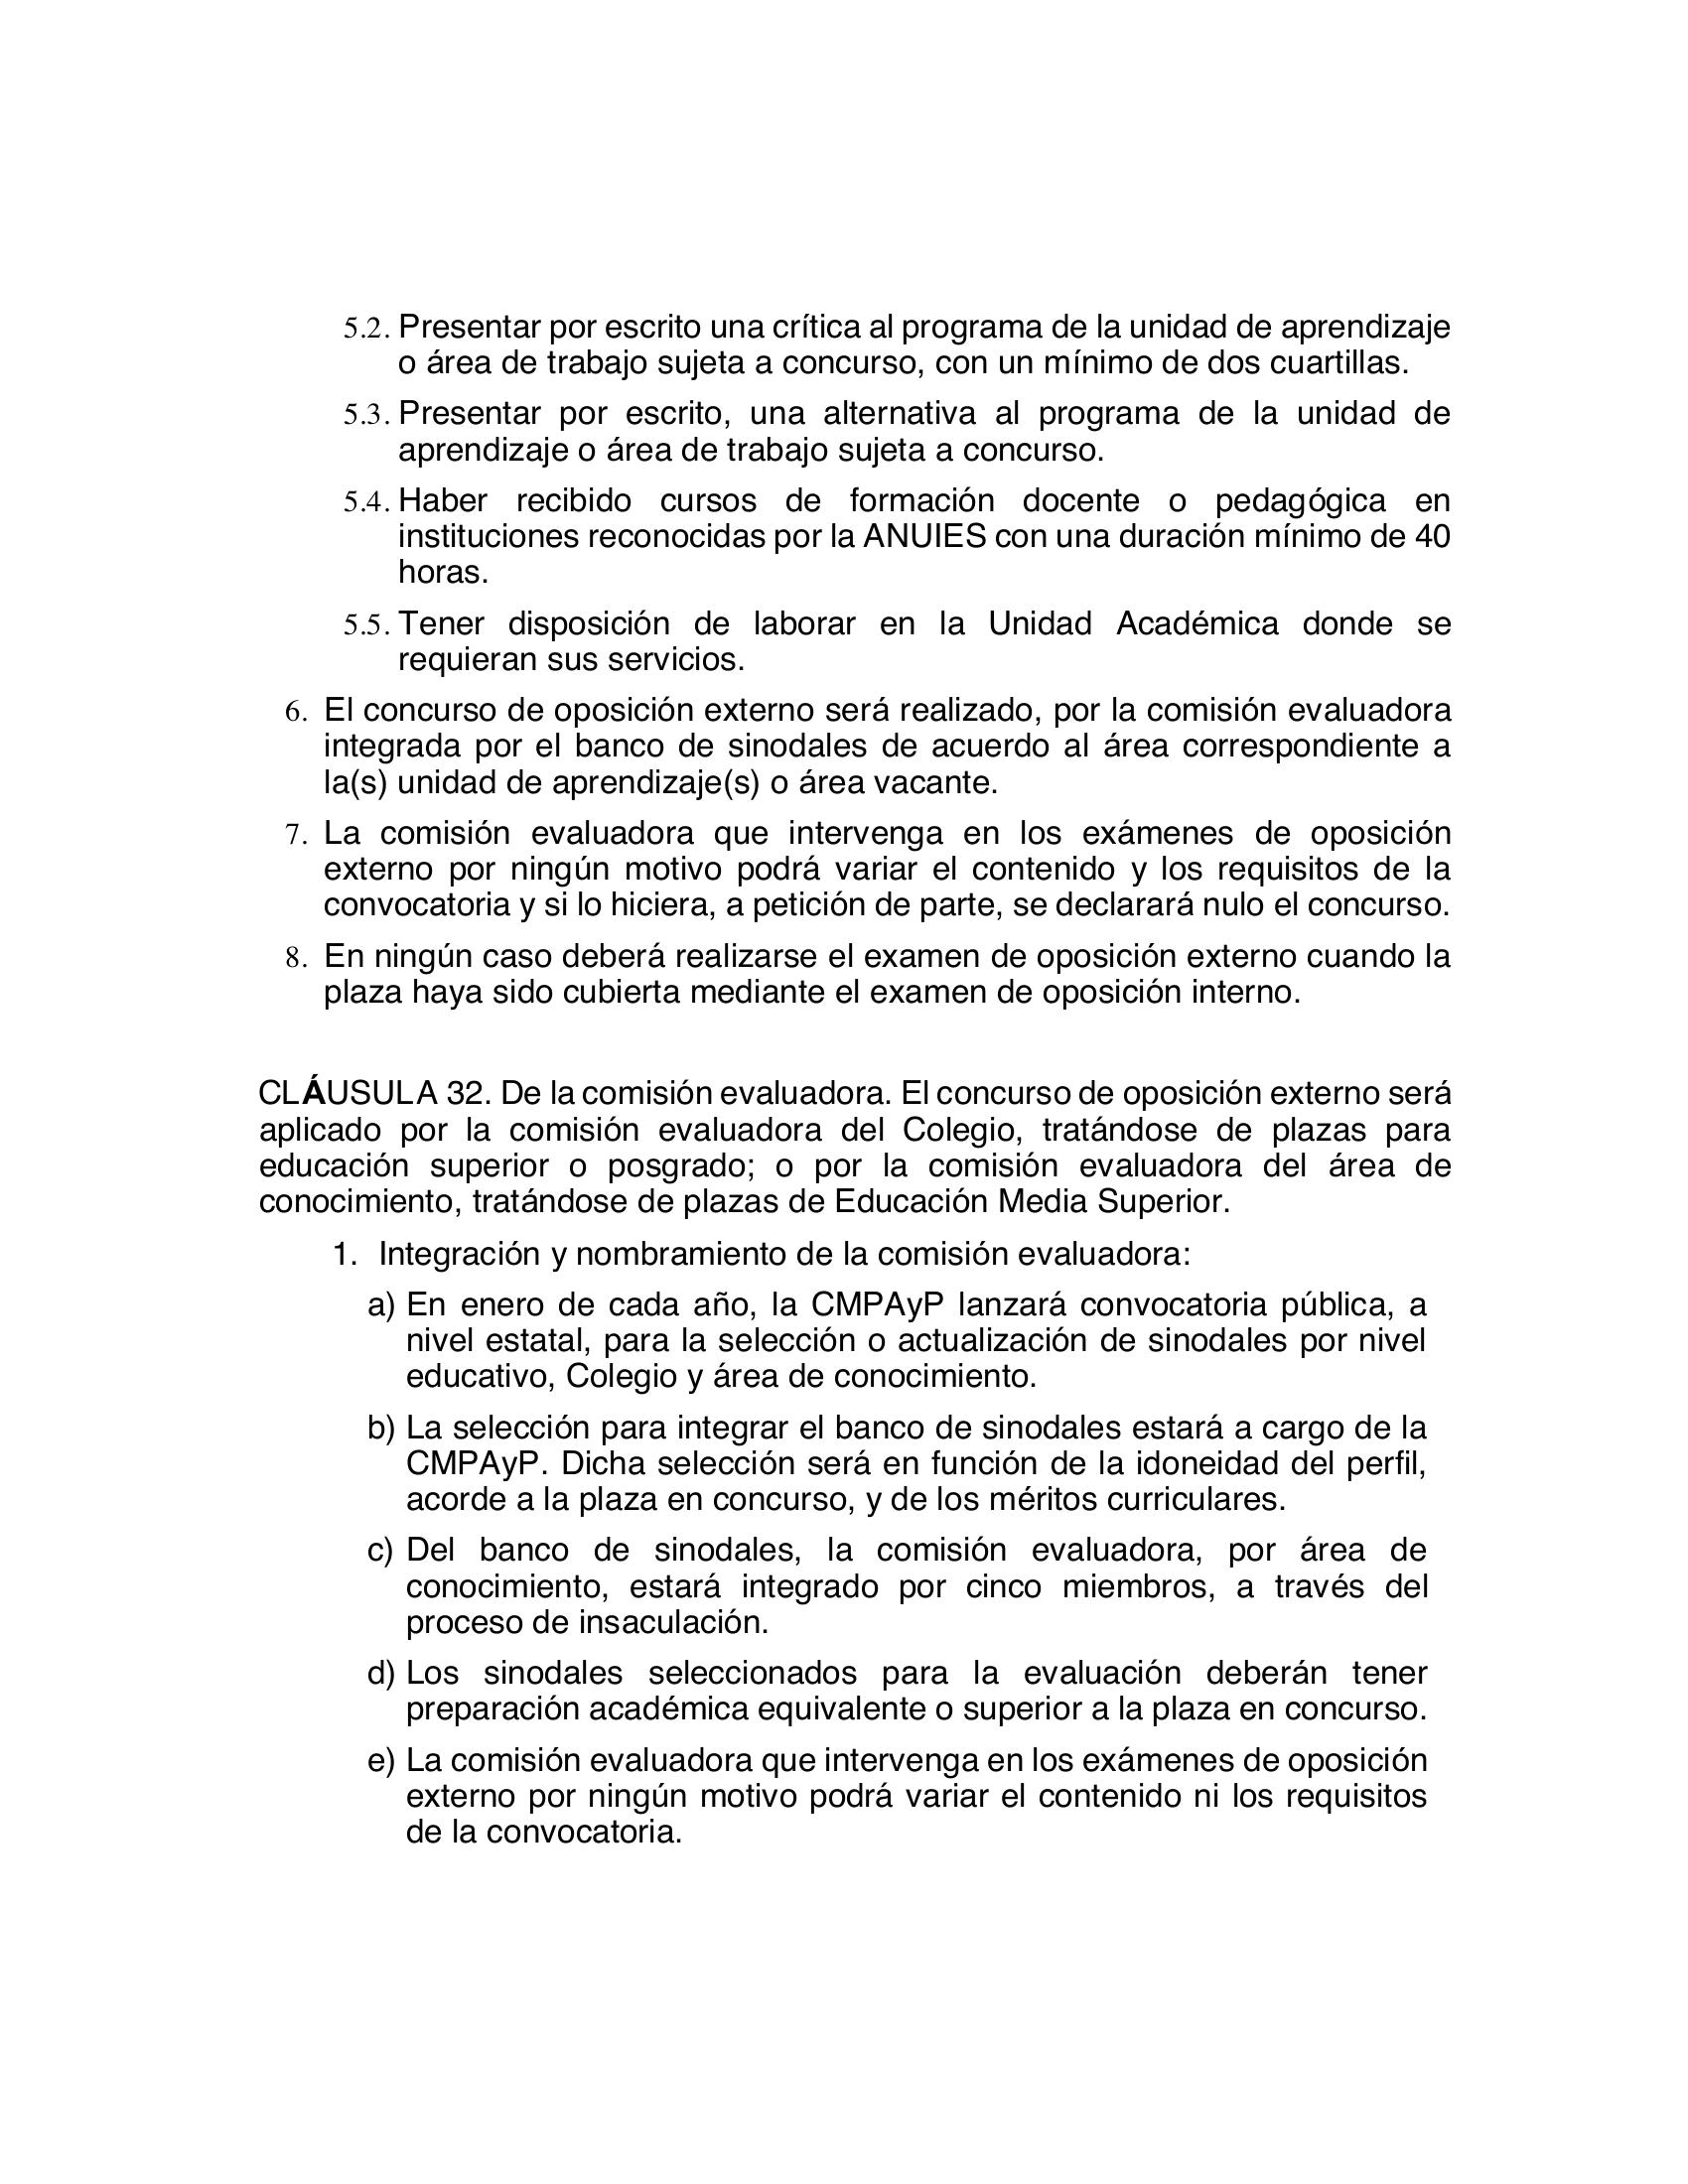 5.2. Presentar por escrito una crítica al programa de la unidad de aprendizaje
o área de trabajo sujeta a concurso, con un mínimo de dos cuartillas.
5.3. Presentar por escrito, una alternativa al programa de la unidad de
aprendizaje o área de trabajo sujeta a concurso.
5.4. Haber recibido cursos de formación docente o pedagógica en
instituciones reconocidas por la ANUIES con una duración mínimo de 40
horas.
5.5. Tener disposición de laborar en la Unidad Académica donde se
requieran sus servicios.
6. El concurso de oposición externo será realizado, por la comisión evaluadora
integrada por el banco de sinodales de acuerdo al área correspondiente a
la(s) unidad de aprendizaje(s) o área vacante.
7. La comisión evaluadora que intervenga en los exámenes de oposición
externo por ningún motivo podrá variar el contenido y los requisitos de la
convocatoria y si lo hiciera, a petición de parte, se declarará nulo el concurso.
8. En ningún caso deberá realizarse el examen de oposición externo cuando la
plaza haya sido cubierta mediante el examen de oposición interno.
CLÁUSULA 32. De la comisión evaluadora. El concurso de oposición externo será
aplicado por la comisión evaluadora del Colegio, tratándose de plazas para
educación superior o posgrado; o por la comisión evaluadora del área de
conocimiento, tratándose de plazas de Educación Media Superior.
1. Integración y nombramiento de la comisión evaluadora:
a) En enero de cada año, la CMPAyP lanzará convocatoria pública, a
nivel estatal, para la selección o actualización de sinodales por nivel
educativo, Colegio y área de conocimiento.
b) La selección para integrar el banco de sinodales estará a cargo de la
CMPAyP. Dicha selección será en función de la idoneidad del perfil,
acorde a la plaza en concurso, y de los méritos curriculares.
c) Del banco de sinodales, la comisión evaluadora, por área de
conocimiento, estará integrado por cinco miembros, a través del
proceso de insaculación.
d) Los sinodales seleccionados para la evaluación deberán tener
preparación académica equivalente o superior a la plaza en concurso.
e) La comisión evaluadora que intervenga en los exámenes de oposición
externo por ningún motivo podrá variar el contenido ni los requisitos
de la convocatoria.